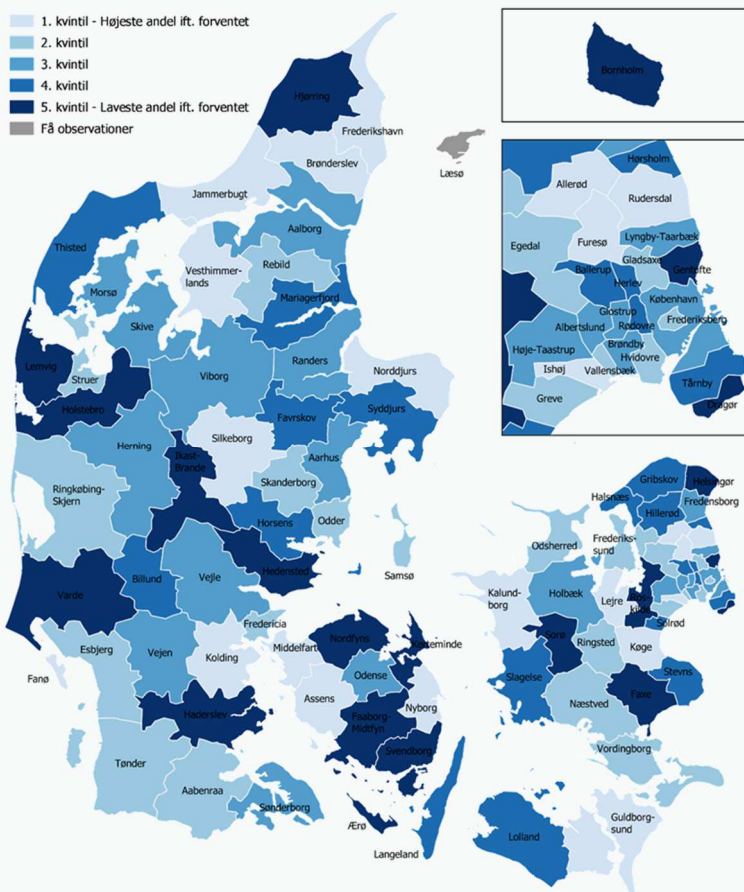 1. kvintil - Højeste andel ift. forventet
2. kvintil
3. kvintil
4. kvintil
5. kvintil - Laveste andel ift. forventet
Få observationer
Hjørring
Frederikshavn
Læsø
Brønderslev
Jammerbugt
Aalborg
Thisted
Vesthimmer-
lands
Rebild
Morsø
Mariagerfjord
Skive
Lemvig
Struer
Viborg
Randers
Norddjurs
Holstebro
Favrskov
Syddjurs
Herning
Silkeborg
Ikast-
Brande
Aarhus
Skanderborg
Ringkøbing-
Skjern
Horsens
Odder
Samsø
Hedensted
Varde
Billund
Vejle
Fredericia
Esbjerg
Vejen
Kolding
Fanø
Middelfart
Nordfyns
Kerteminde
Odense
Assens
Nyborg
Haderslev
Faaborg-
Midtfyn
Svendborg
Tønder
Aabenraa
Sønderborg
Ærø
Langeland
Bornholm
Hørsholm
Allerød
Rudersdal
Egedal
Furesø
Lyngby-Taarbæk
Gladsaxe
Gentofte
Ballerup
Herlev
København
Glostrup
Frederiksberg
Albertslund
Rødovre
Høje-Taastrup
Brøndby
Hvidovre
Ishøj
Vallensbæk
Greve
Tårnby
Dragør
Gribskov
Helsingør
Halsnæs
Hillerød
Fredensborg
Odsherred
Frederiks-
sund
Kalund-
borg
Holbæk
Lejre
Ros-
kilde
Solrød
Sorø
Ringsted
Køge
Slagelse
Stevns
Faxe
Næstved
Vordingborg
Lolland
Guldborg-
sund